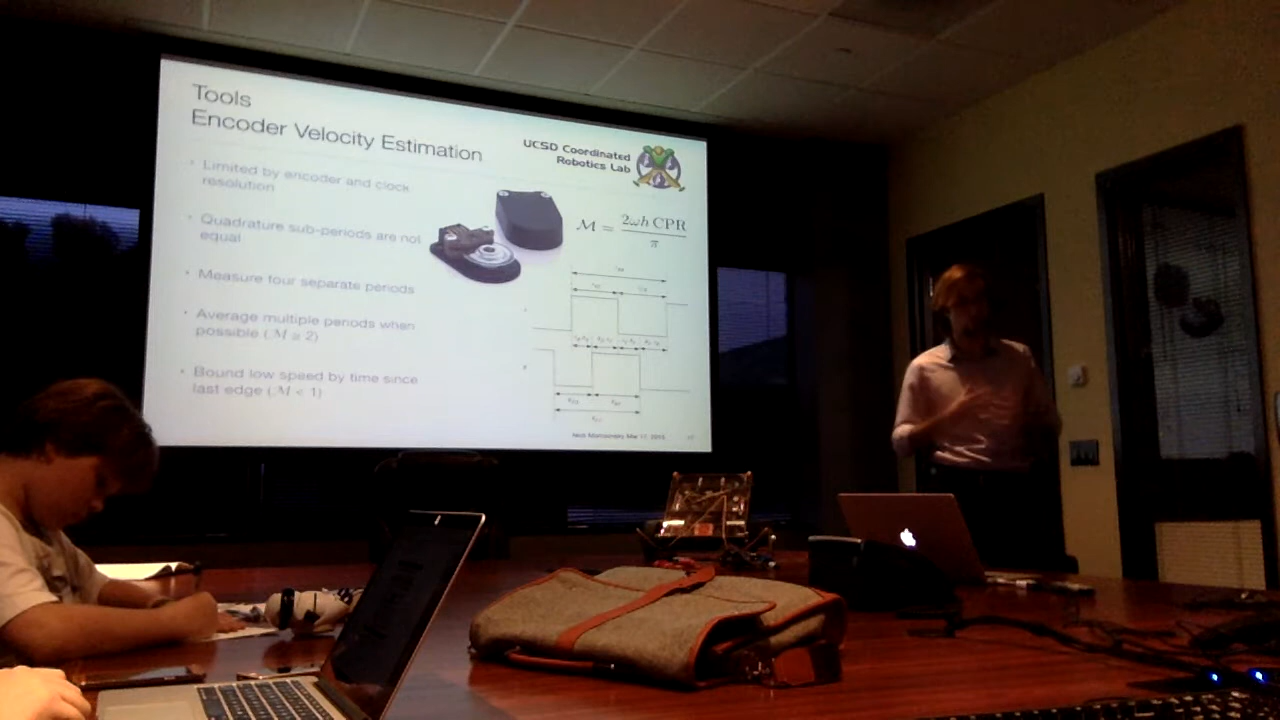 Tools
Encoder Velocity Estimation
UCSD Coordinated
Robotics Lab
• Limited by encoder and clock
resolution
• Quadrature sub-periods are not
equal
• Measure four separate periods
• Average multiple periods when
possible (M ≥ 2)
• Bound low speed by time since
last edge (M < 1)
M = 2ωh CPR / π